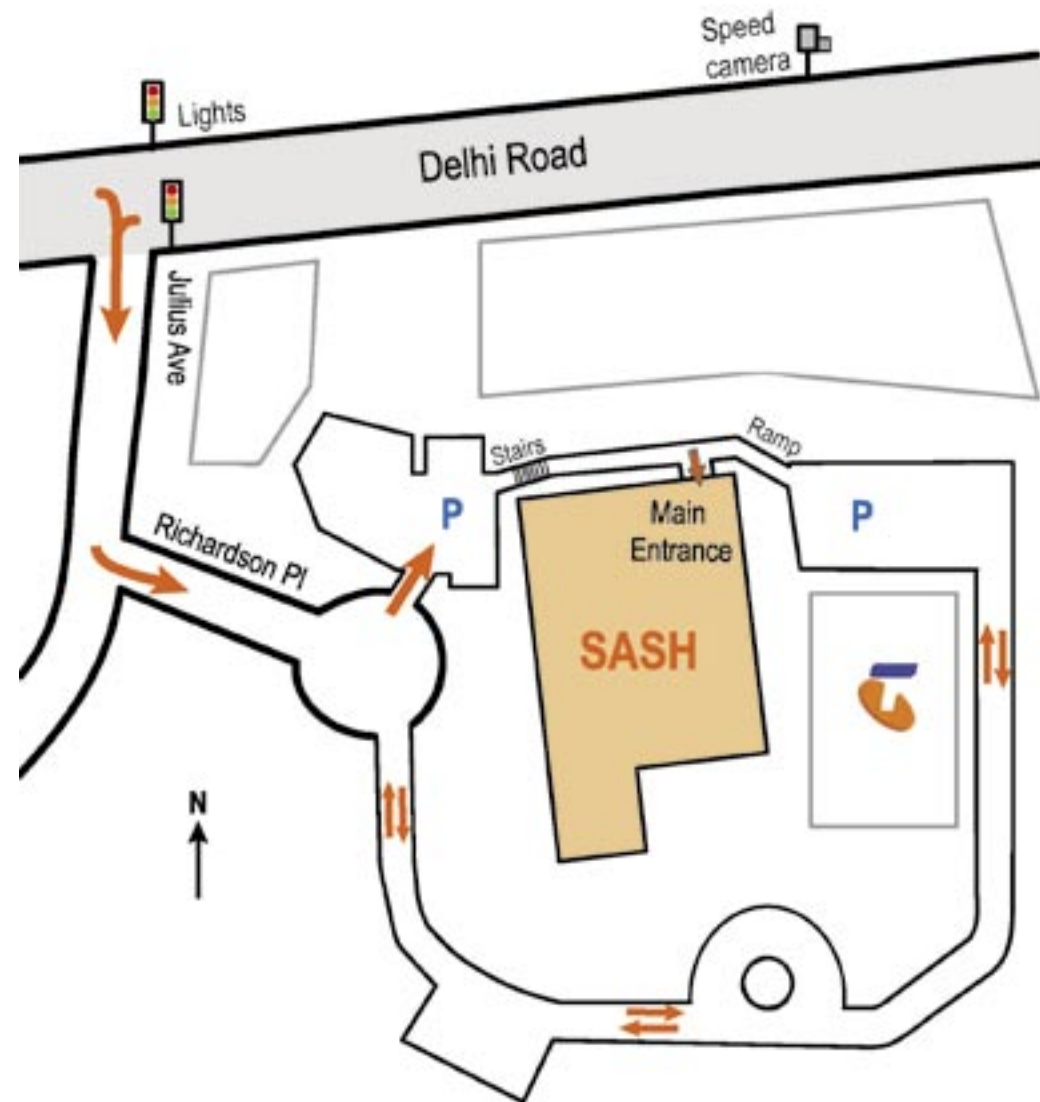 Speed
camera
Lights
Delhi Road
Julius Ave
Stairs
Ramp
P
Main
Entrance
P
Richardson Pl
SASH
N